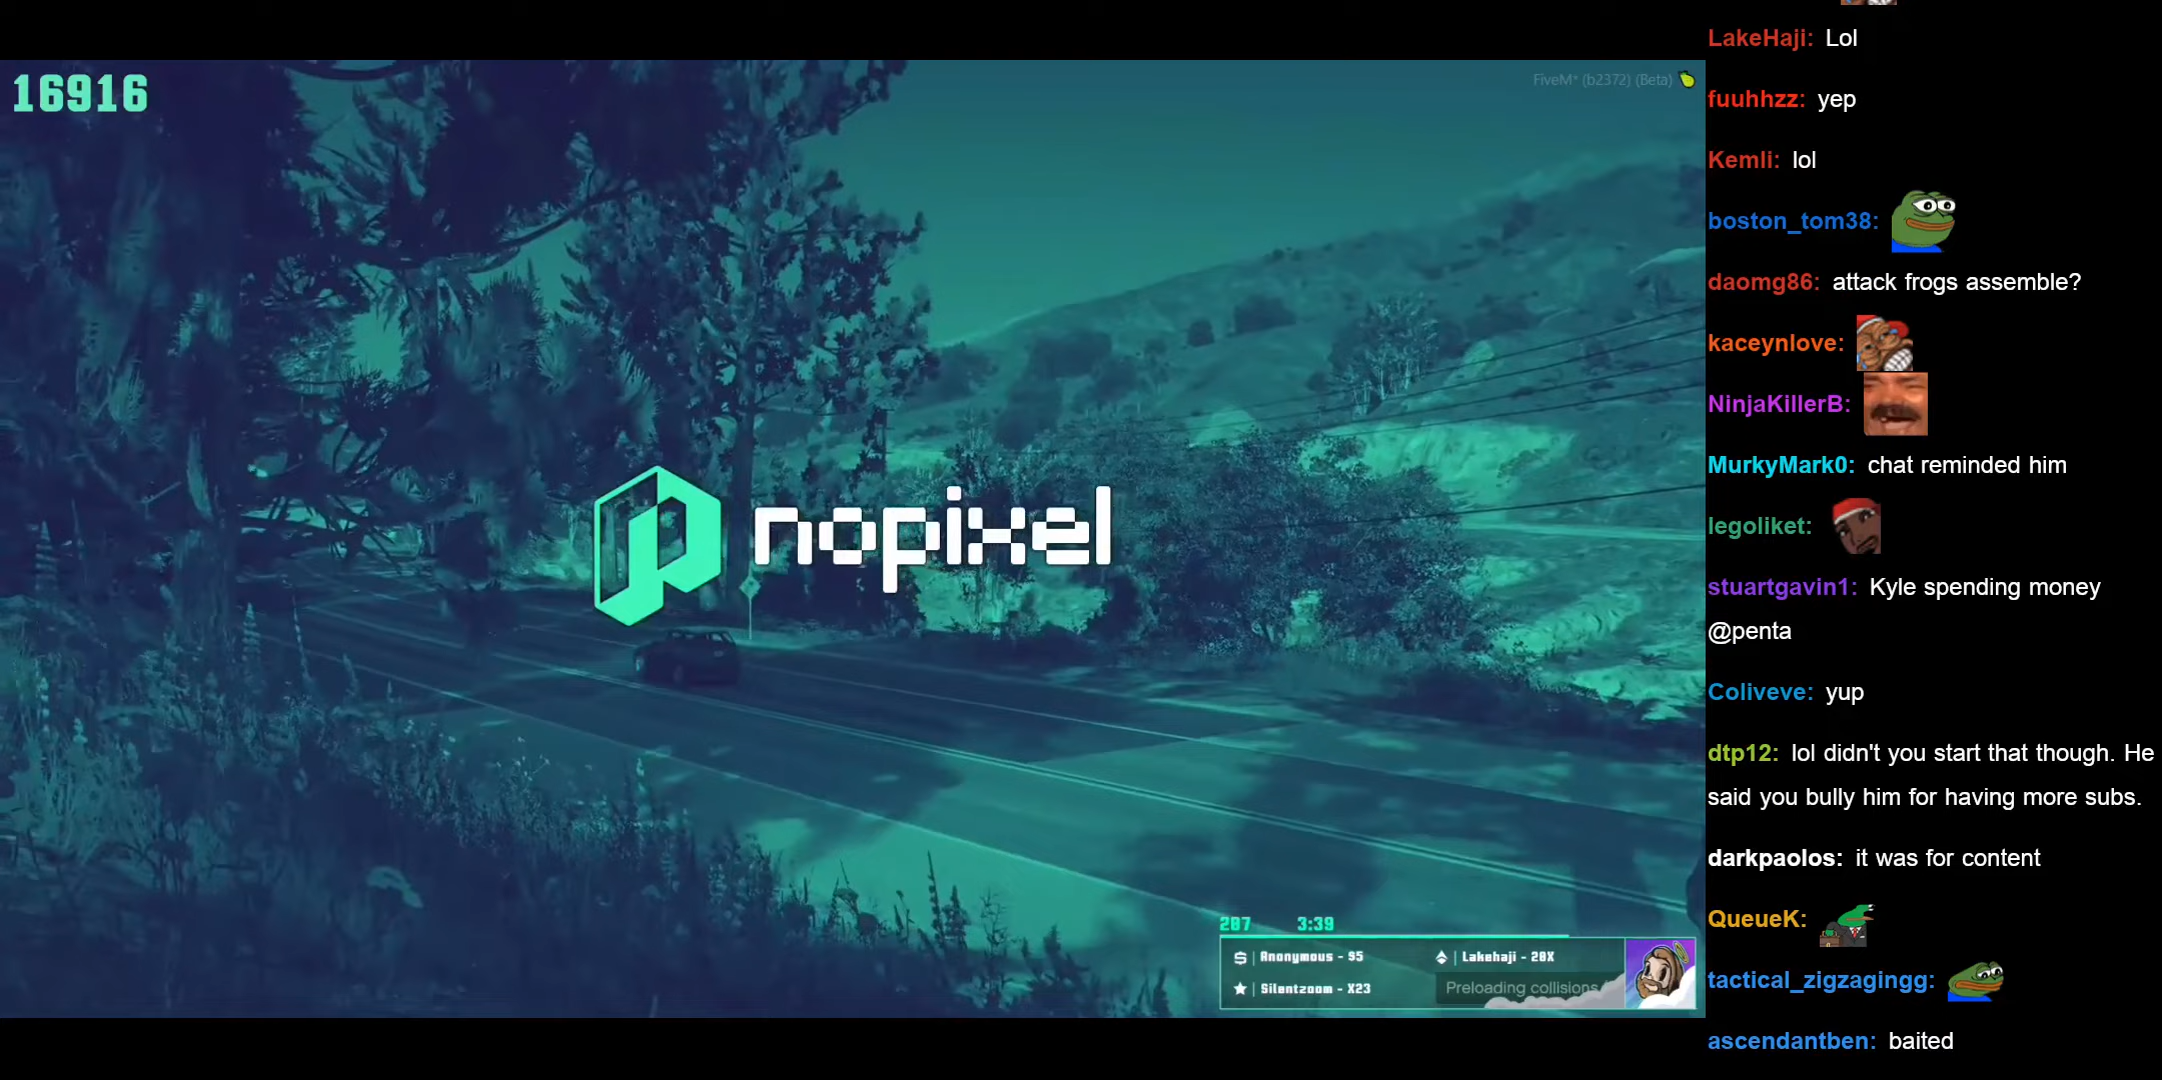 16916
FiveM* (b2372) (Beta)
nopixel
207 3:39
Anonymous - 95
Lakehaji - 20X
Silentzoom - X23
Preloading collisions
LakeHaji: Lol
fuuhhzz: yep
Kemli: lol
boston_tom38:
daomg86: attack frogs assemble?
kaceynlove:
NinjaKillerB:
MurkyMark0: chat reminded him
legoliket:
stuartgavin1: Kyle spending money
@penta
Coliveve: yup
dtp12: lol didn't you start that though. He
said you bully him for having more subs.
darkpaolos: it was for content
QueueK:
tactical_zigzagingg:
ascendantben: baited